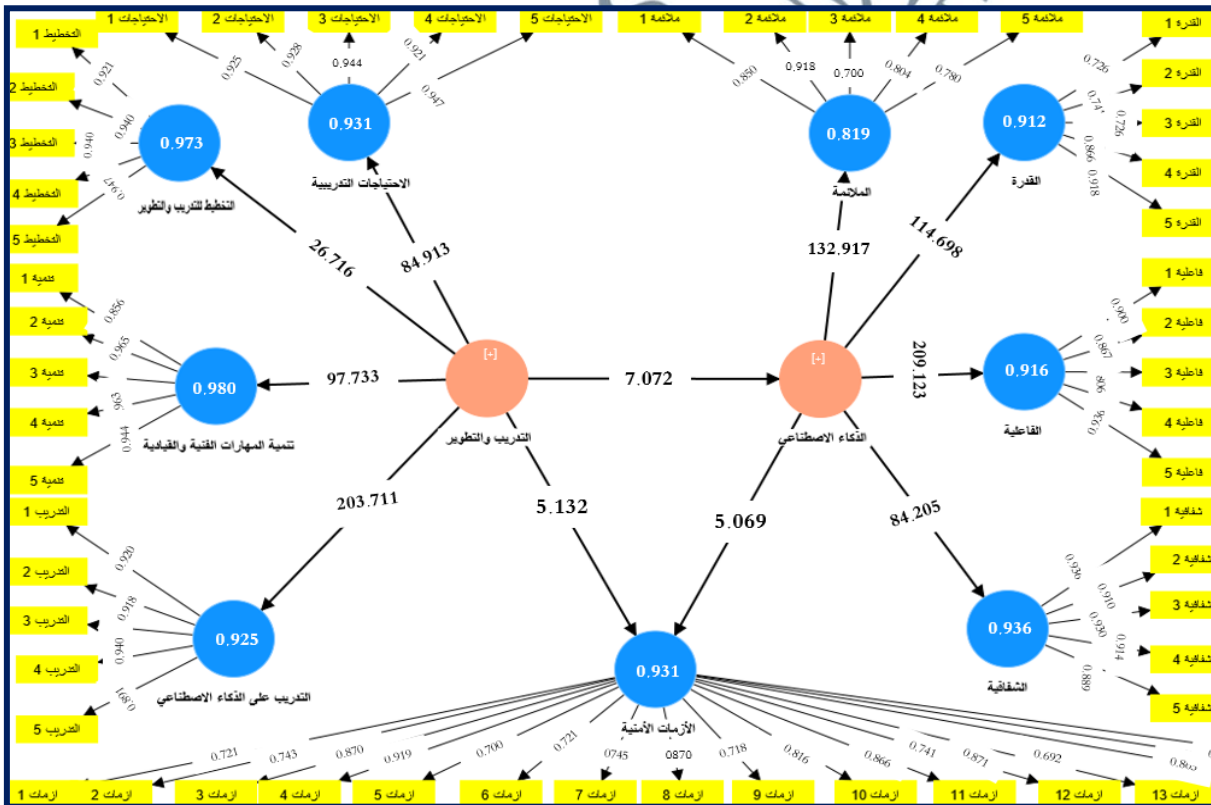 الاحتياجات 1
الاحتياجات 2
الاحتياجات 3
الاحتياجات 4
الاحتياجات 5
ملائمة 1
ملائمة 2
ملائمة 3
ملائمة 4
ملائمة 5
القدرة 1
القدرة 2
القدرة 3
القدرة 4
القدرة 5
التخطيط 1
التخطيط 2
التخطيط 3
التخطيط 4
التخطيط 5
0.925
0.928
0.944
0.921
0.947
0.850
0.918
0.700
0.804
0.780
0.726
0.74
0.726
0.866
0.918
0.921
0.940
0.940
0.947
0.973
0.931
0.819
0.912
التخطيط للتدريب والتطوير
الاحتياجات التدريبية
الملائمة
القدرة
26.716
84.913
132.917
114.698
تنمية 1
تنمية 2
تنمية 3
تنمية 4
تنمية 5
0.856
0.965
963
0.944
0.980
97.733
[+]
7.072
[+]
209.123
0.916
0.900
0.867
908
0.936
فاعلية 1
فاعلية 2
فاعلية 3
فاعلية 4
فاعلية 5
تنمية المهارات الفنية والقيادية
التدريب والتطوير
الذكاء الاصطناعي
الفاعلية
203.711
5.132
5.069
84.205
التدريب 1
التدريب 2
التدريب 3
التدريب 4
التدريب 5
0.920
0.918
0.940
0.891
0.925
0.931
0.936
0.936
0.910
0.930
0.914
0.889
شفافية 1
شفافية 2
شفافية 3
شفافية 4
شفافية 5
التدريب على الذكاء الاصطناعي
الأزمات الأمنية
الشفافية
0.721
0.743
0.870
0.919
0.700
0.721
0745
0870
0.718
0.816
0.866
0.741
0.871
0.692
ازمات 1
ازمات 2
ازمات 3
ازمات 4
ازمات 5
ازمات 6
ازمات 7
ازمات 8
ازمات 9
ازمات 10
ازمات 11
ازمات 12
ازمات 13